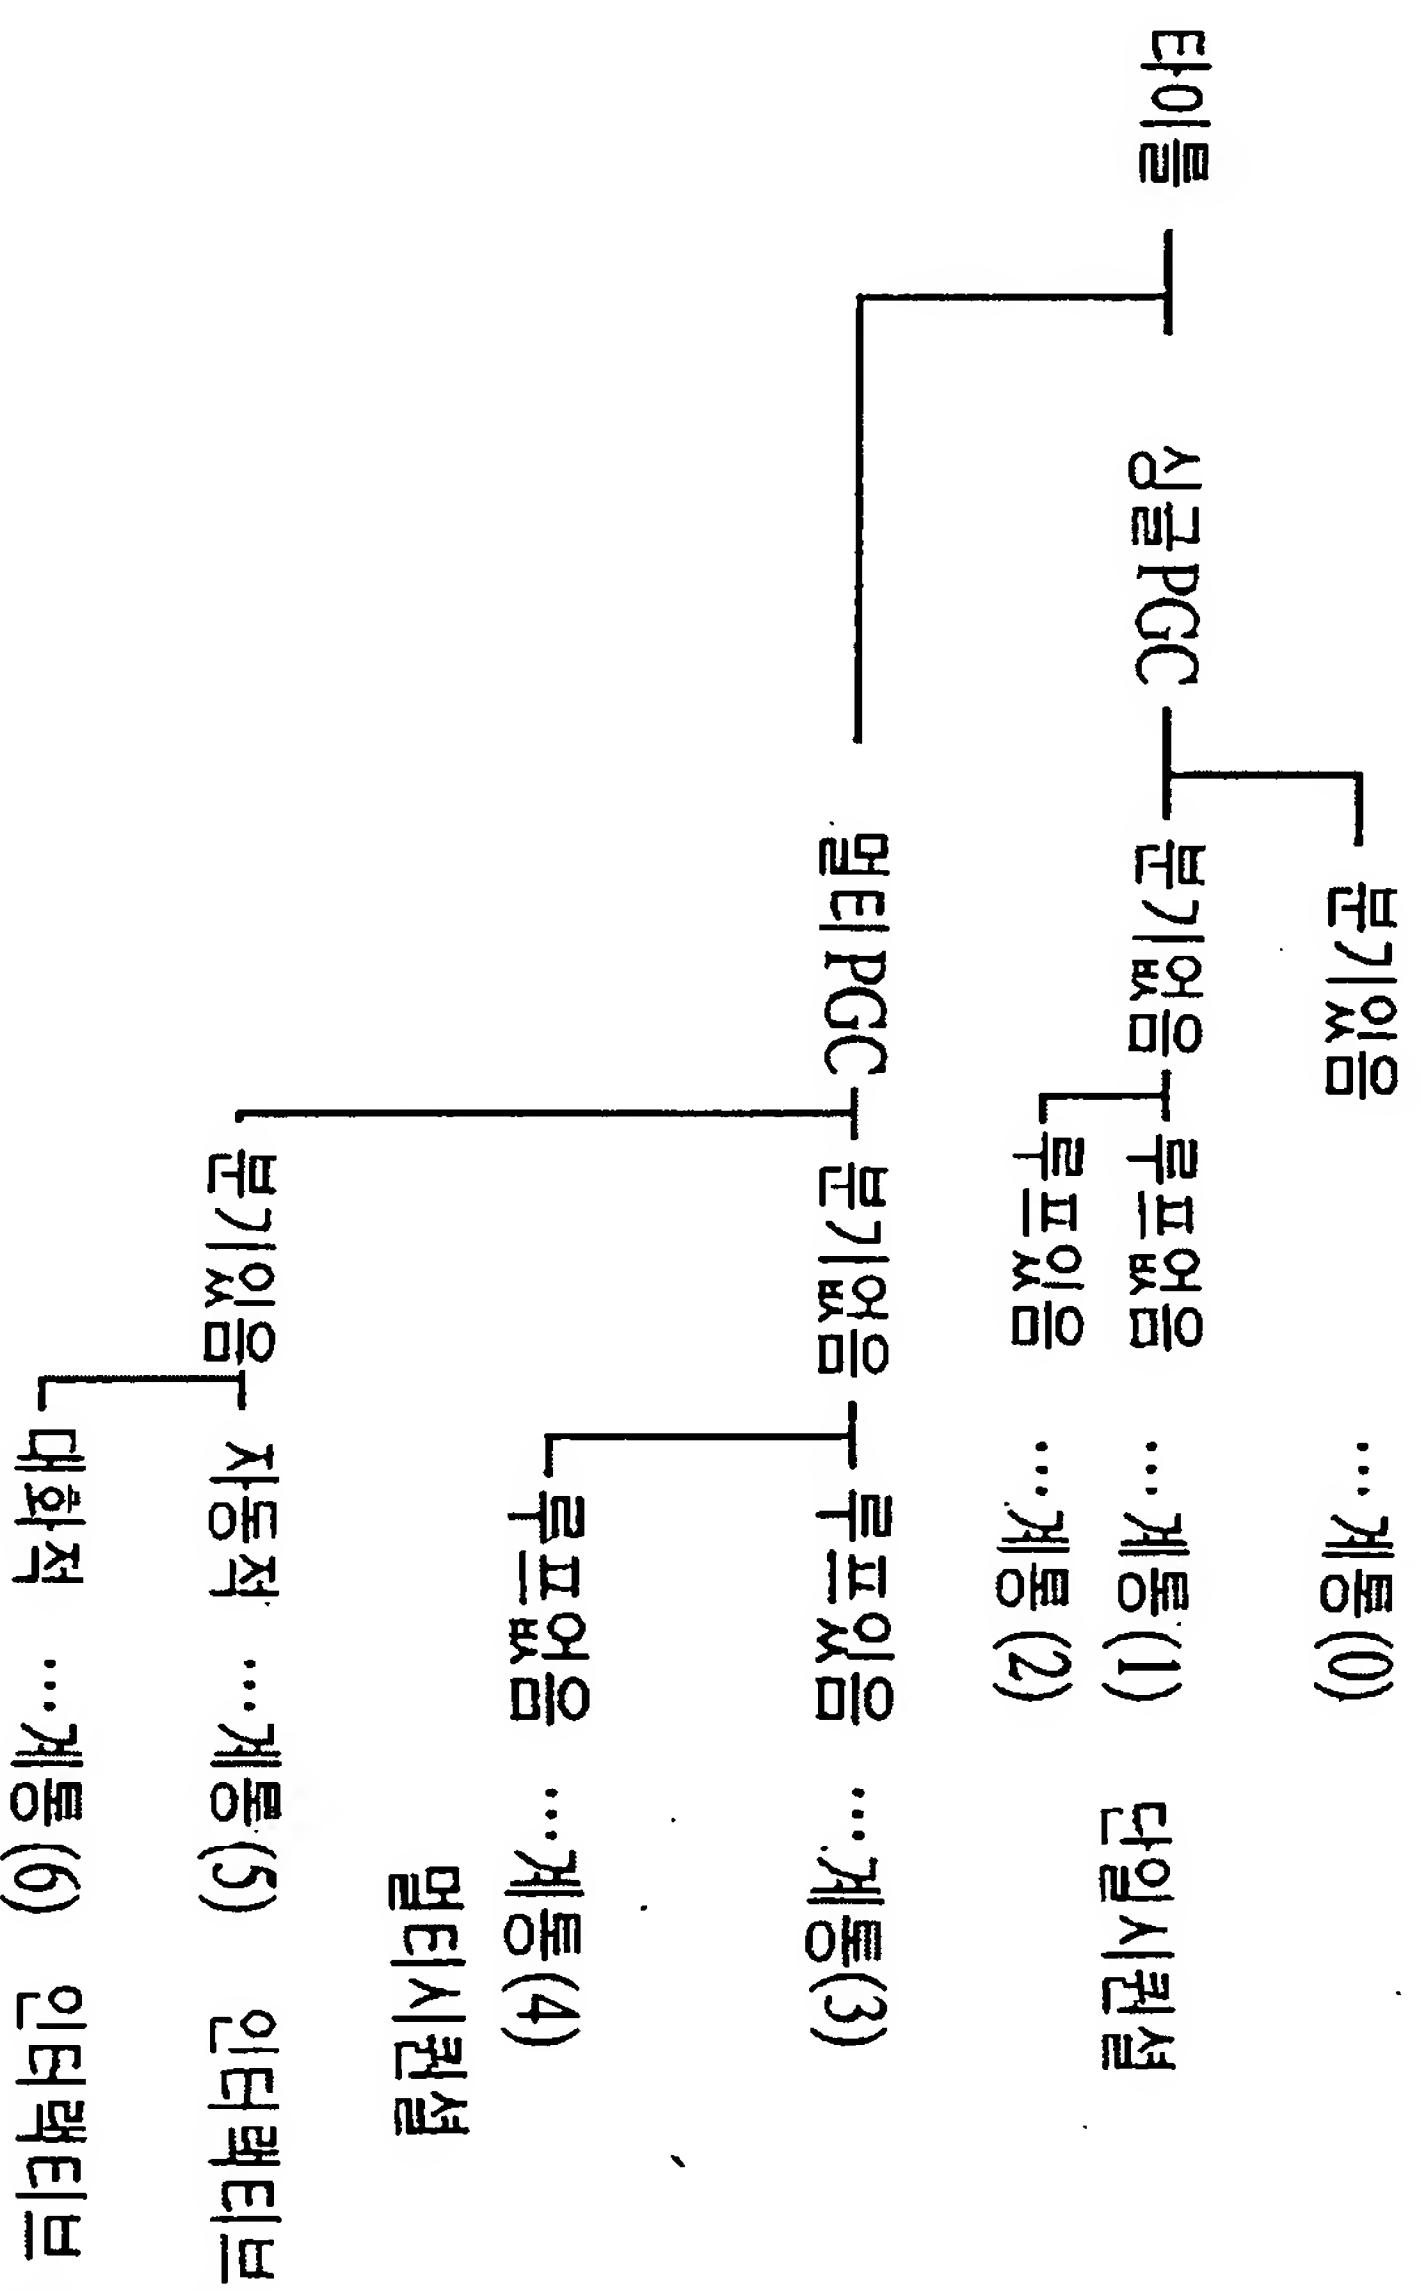 분기있음 …계통(0)
타이틀 싱글PGC 분기없음 루프없음 …계통(1) 단일시퀀셜
루프있음 …계통(2)
멀티PGC 분기없음 루프있음 …계통(3)
루프없음 …계통(4)
멀티시퀀셜
분기있음 자동적 …계통(5) 인터랙티브
대화적 …계통(6) 인터랙티브